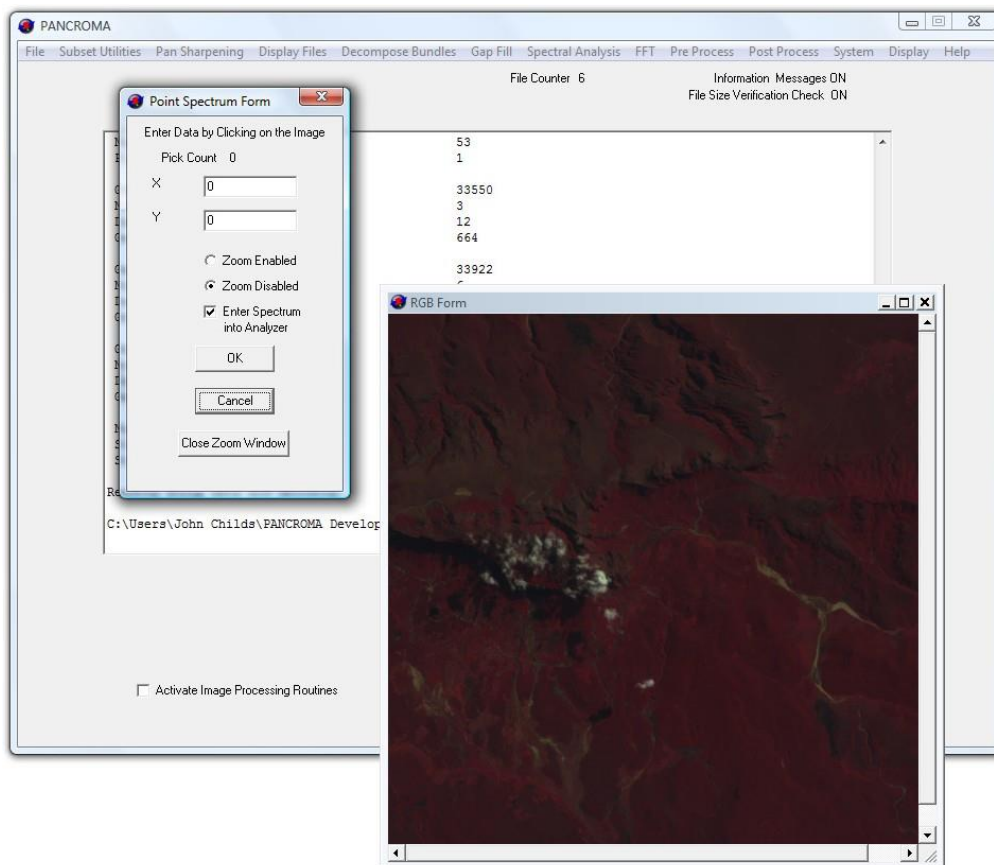 PANCROMA
File Subset Utilities Pan Sharpening Display Files Decompose Bundles Gap Fill Spectral Analysis FFT Pre Process Post Process System Display Help
File Counter 6
Information Messages ON
File Size Verification Check ON
Point Spectrum Form
Enter Data by Clicking on the Image
Pick Count 0
X 0
Y 0
Zoom Enabled
Zoom Disabled
Enter Spectrum
into Analyzer
OK
Cancel
Close Zoom Window
53
1
33550
3
12
664
33922
C:\Users\John Childs\PANCROMA Develop
RGB Form
Activate Image Processing Routines